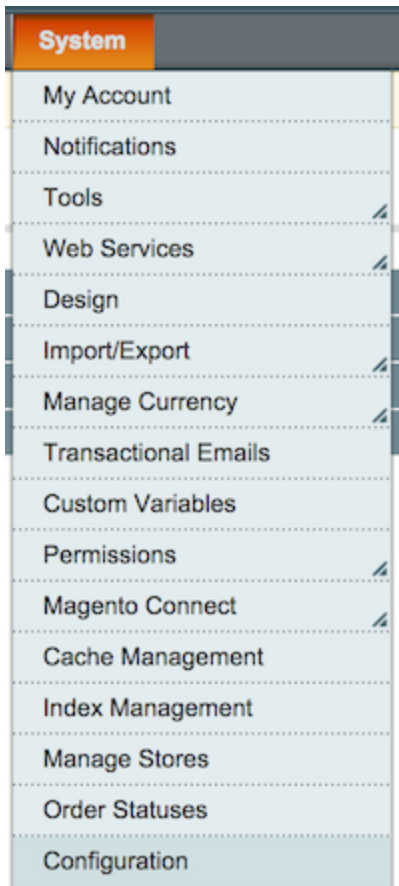 System
My Account
Notifications
Tools
Web Services
Design
Import/Export
Manage Currency
Transactional Emails
Custom Variables
Permissions
Magento Connect
Cache Management
Index Management
Manage Stores
Order Statuses
Configuration